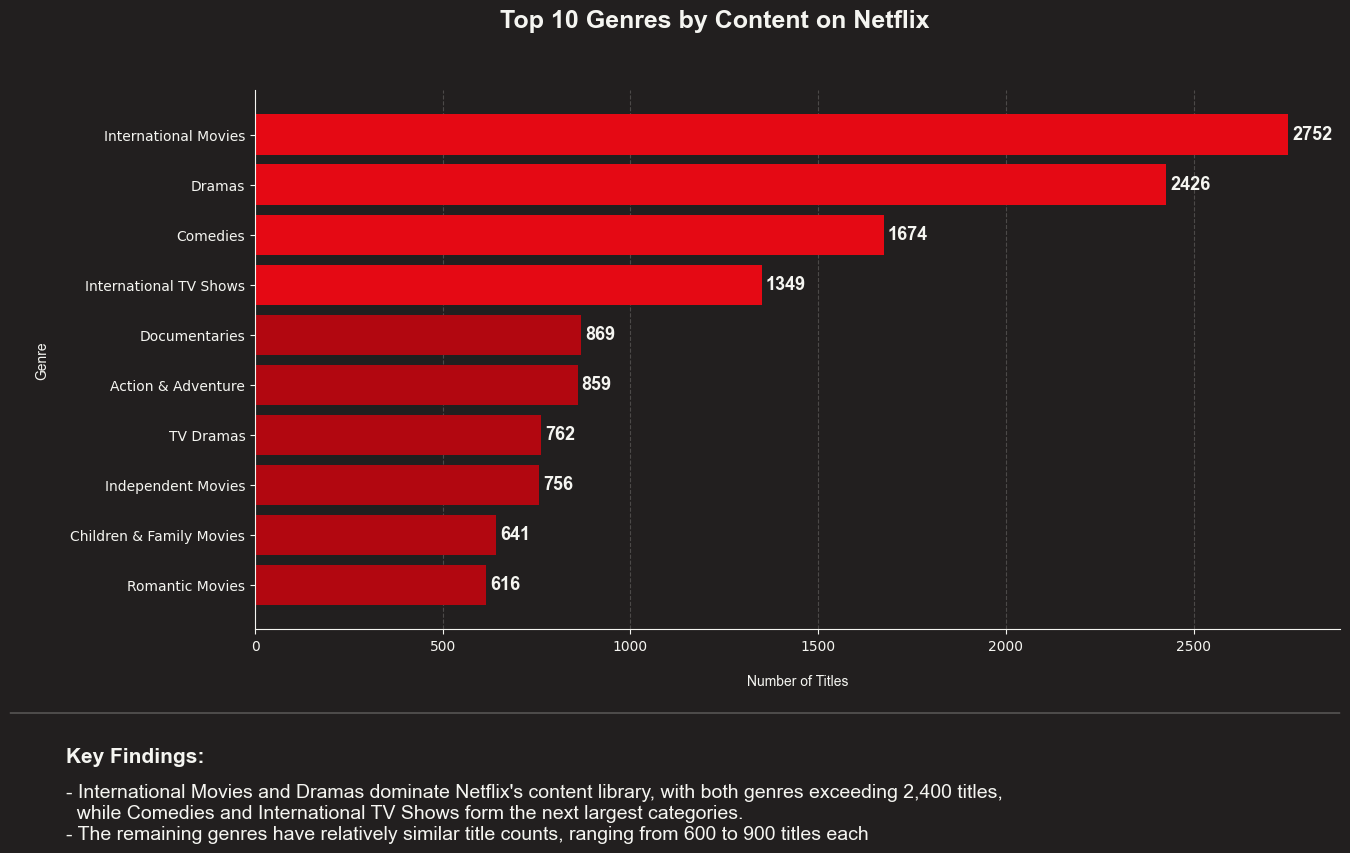 Top 10 Genres by Content on Netflix
International Movies 2752
Dramas 2426
Comedies 1674
International TV Shows 1349
Documentaries 869
Action & Adventure 859
TV Dramas 762
Independent Movies 756
Children & Family Movies 641
Romantic Movies 616
Genre
0 500 1000 1500 2000 2500
Number of Titles
Key Findings:
- International Movies and Dramas dominate Netflix's content library, with both genres exceeding 2,400 titles,
while Comedies and International TV Shows form the next largest categories.
- The remaining genres have relatively similar title counts, ranging from 600 to 900 titles each